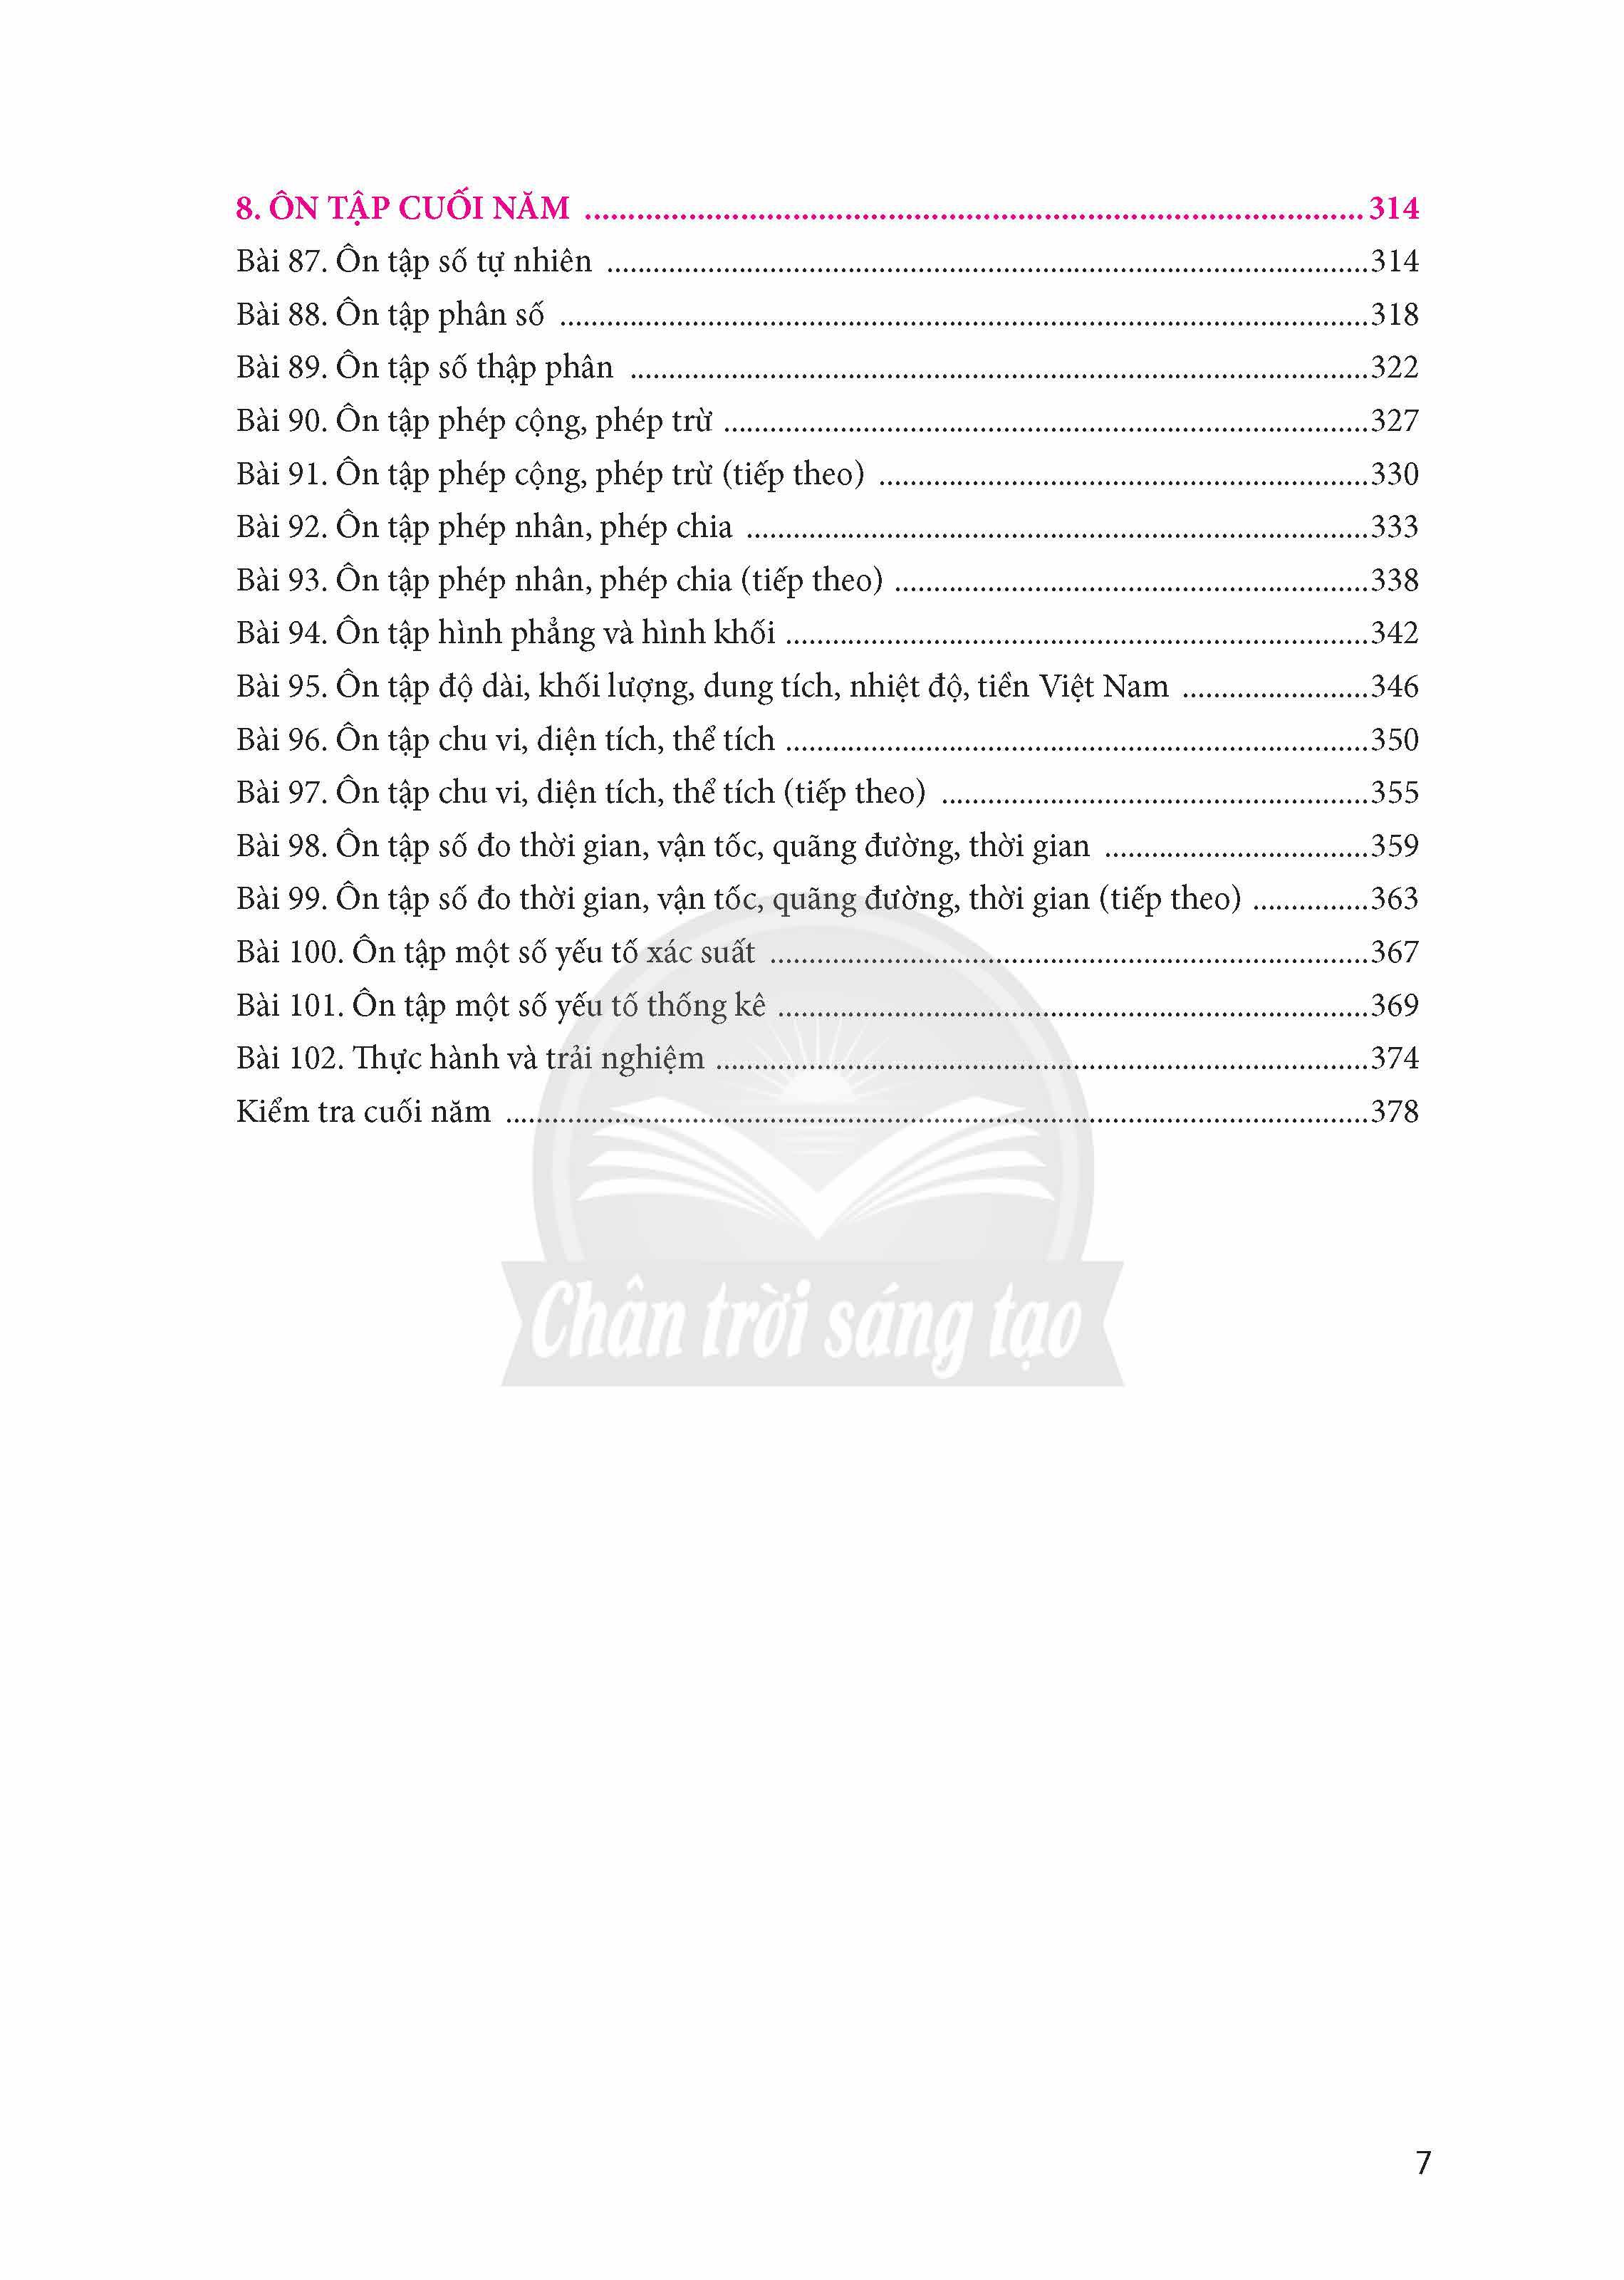 8. ÔN TẬP CUỐI NĂM ........................................................................................ 314
Bài 87. Ôn tập số tự nhiên ........................................................................................314
Bài 88. Ôn tập phân số ........................................................................................318
Bài 89. Ôn tập số thập phân ........................................................................................322
Bài 90. Ôn tập phép cộng, phép trừ ........................................................................................327
Bài 91. Ôn tập phép cộng, phép trừ (tiếp theo) ................................................................330
Bài 92. Ôn tập phép nhân, phép chia ................................................................................333
Bài 93. Ôn tập phép nhân, phép chia (tiếp theo) ..............................................................338
Bài 94. Ôn tập hình phẳng và hình khối ............................................................................342
Bài 95. Ôn tập độ dài, khối lượng, dung tích, nhiệt độ, tiền Việt Nam ........................346
Bài 96. Ôn tập chu vi, diện tích, thể tích ............................................................................350
Bài 97. Ôn tập chu vi, diện tích, thể tích (tiếp theo) .......................................................355
Bài 98. Ôn tập số đo thời gian, vận tốc, quãng đường, thời gian ..................................359
Bài 99. Ôn tập số đo thời gian, vận tốc, quãng đường, thời gian (tiếp theo) ...............363
Bài 100. Ôn tập một số yếu tố xác suất ..............................................................................367
Bài 101. Ôn tập một số yếu tố thống kê .............................................................................369
Bài 102. Thực hành và trải nghiệm .....................................................................................374
Kiểm tra cuối năm ................................................................................................................378
Chân trời sáng tạo
7